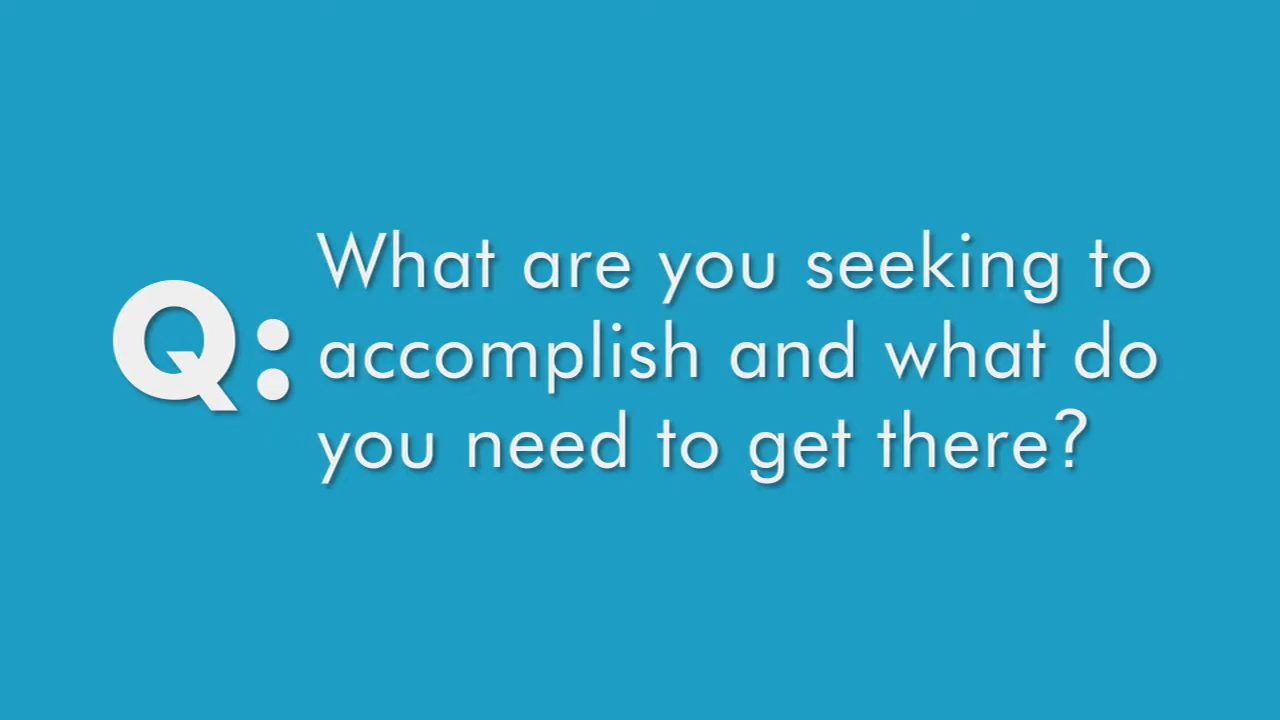 Q: What are you seeking to
accomplish and what do
you need to get there?